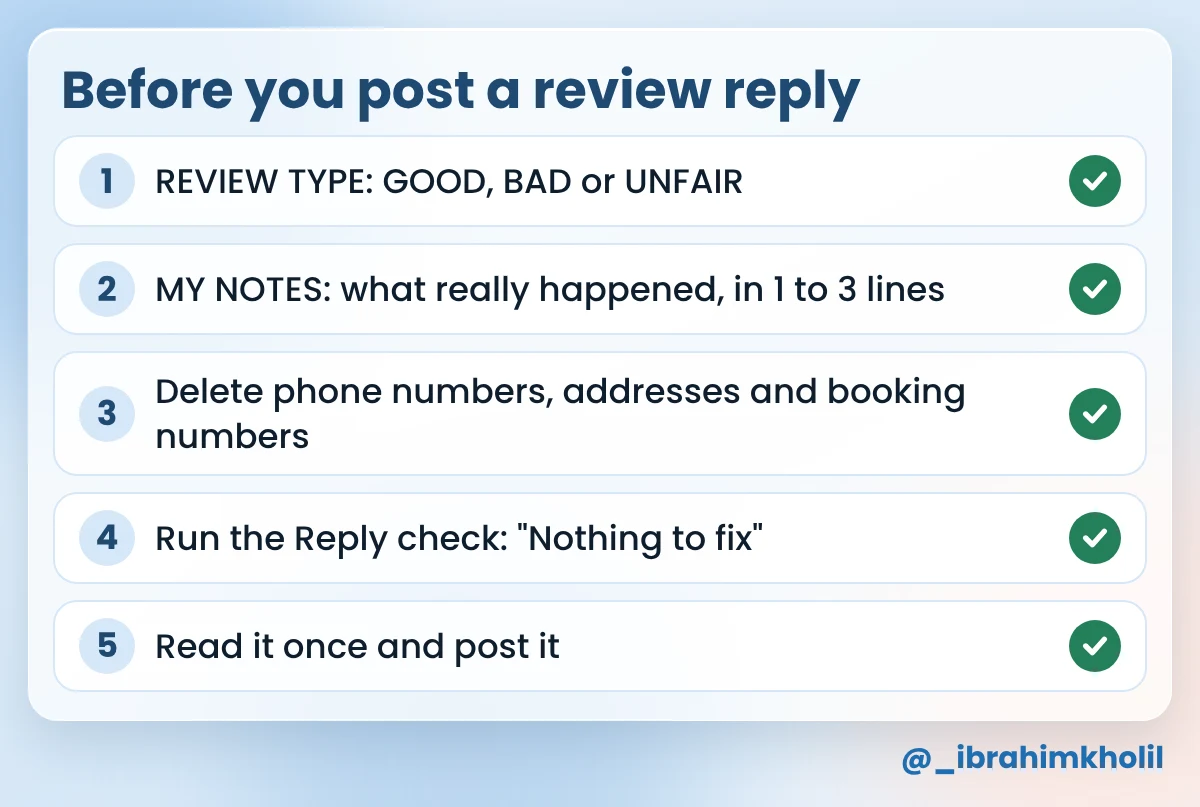 Before you post a review reply
1 REVIEW TYPE: GOOD, BAD or UNFAIR
2 MY NOTES: what really happened, in 1 to 3 lines
3 Delete phone numbers, addresses and booking
numbers
4 Run the Reply check: "Nothing to fix"
5 Read it once and post it
@_ibrahimkholil